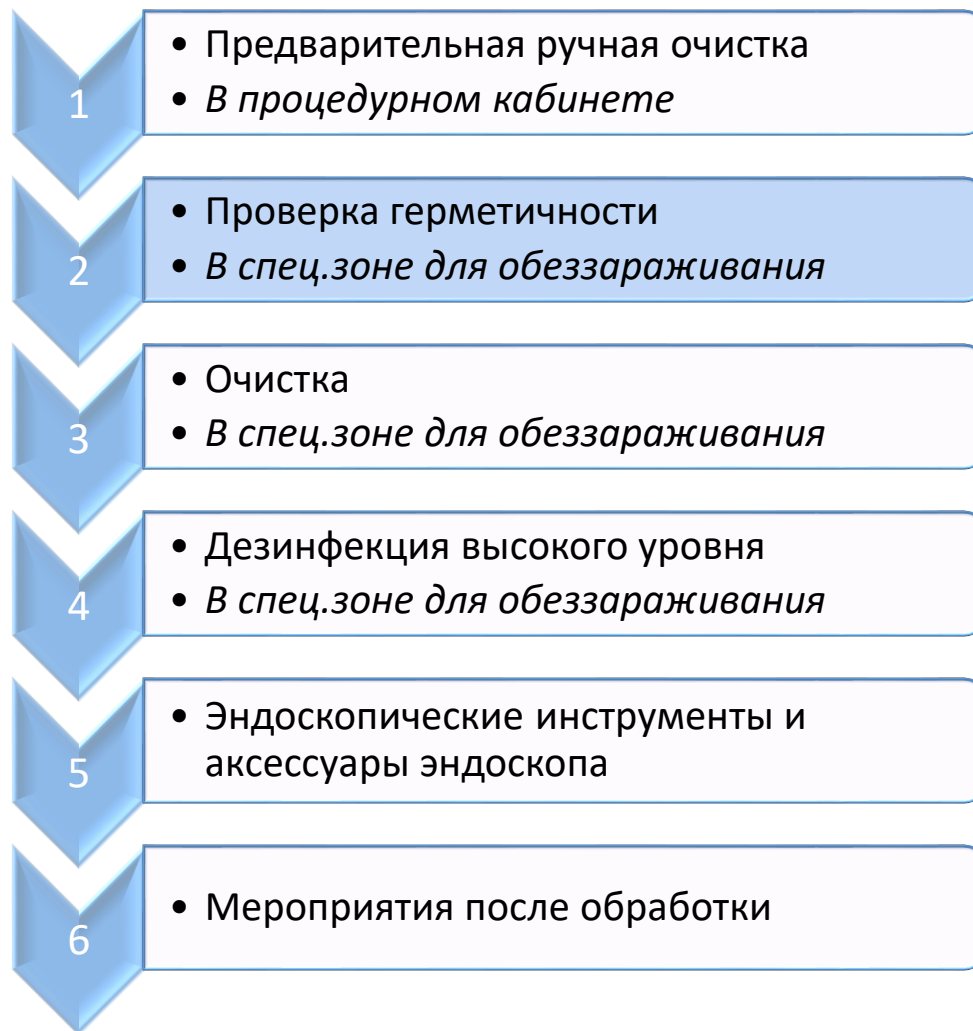 1
• Предварительная ручная очистка
• В процедурном кабинете
2
• Проверка герметичности
• В спец.зоне для обеззараживания
3
• Очистка
• В спец.зоне для обеззараживания
4
• Дезинфекция высокого уровня
• В спец.зоне для обеззараживания
5
• Эндоскопические инструменты и
аксессуары эндоскопа
6
• Мероприятия после обработки